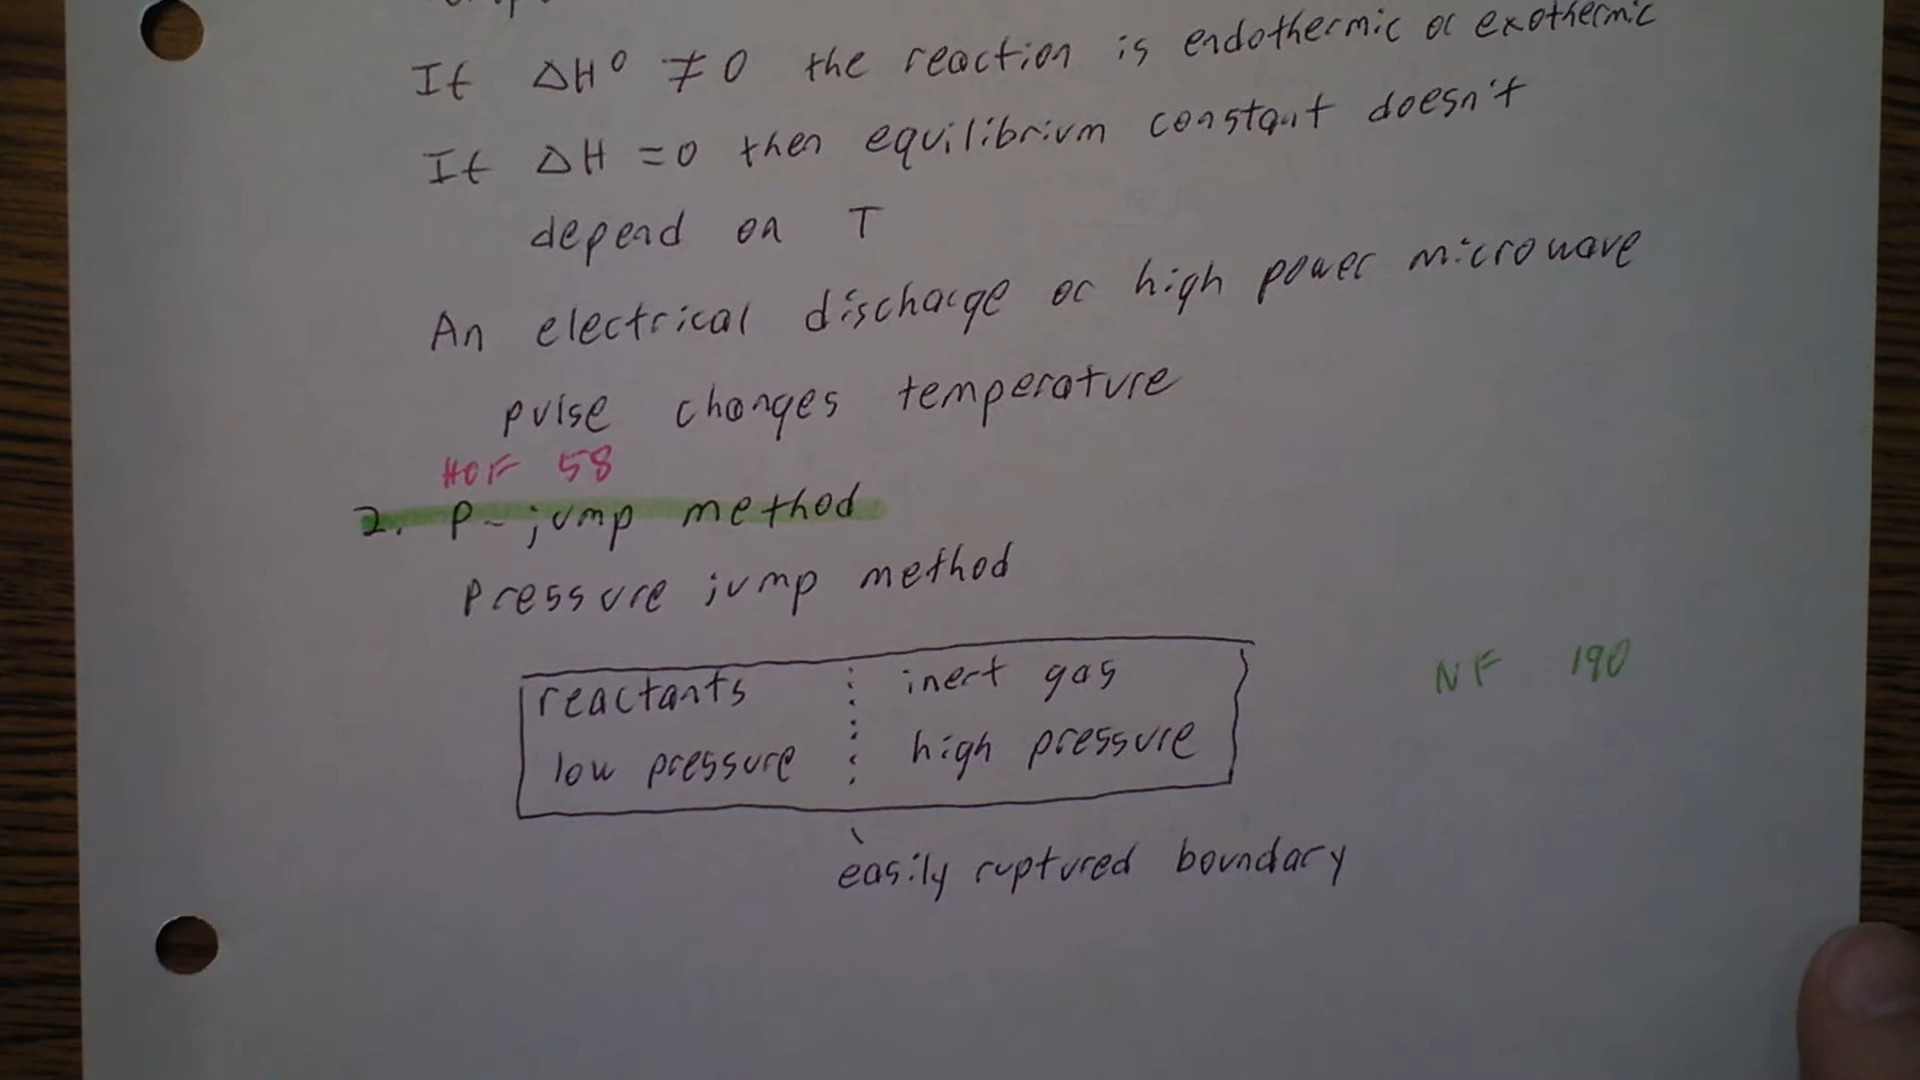 If ΔH° ≠ 0 the reaction is endothermic or exothermic
If ΔH = 0 then equilibrium constant doesn't
depend on T
An electrical discharge or high power microwave
pulse changes temperature
HOF 58
2. P-jump method
Pressure jump method
reactants inert gas
low pressure high pressure
NF 190
easily ruptured boundary